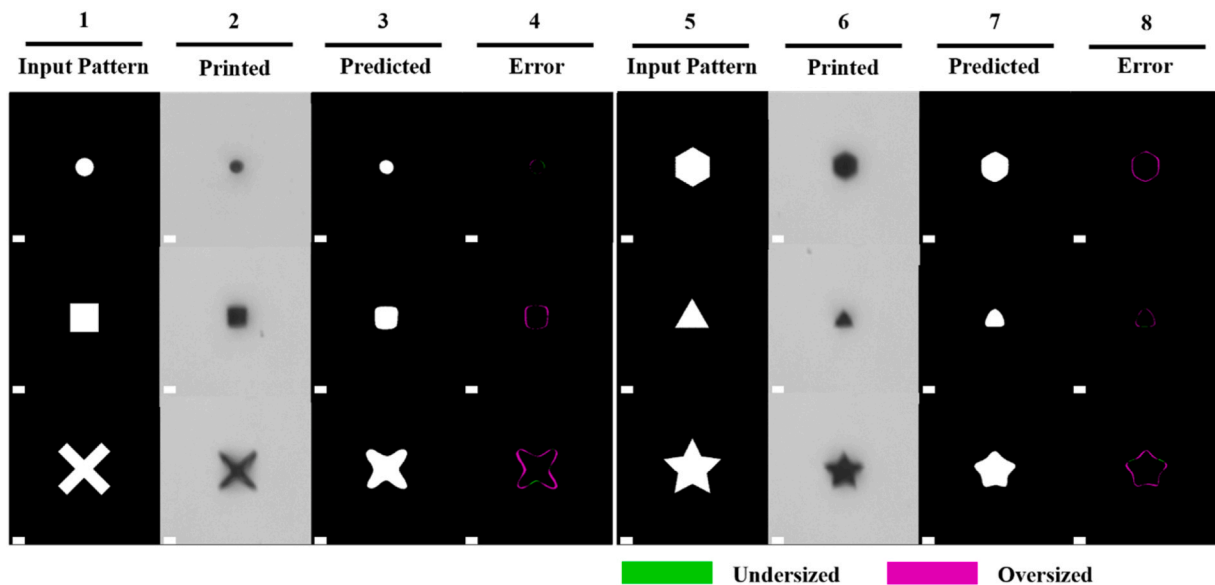 1 2 3 4 5 6 7 8
Input Pattern Printed Predicted Error Input Pattern Printed Predicted Error
Undersized Oversized